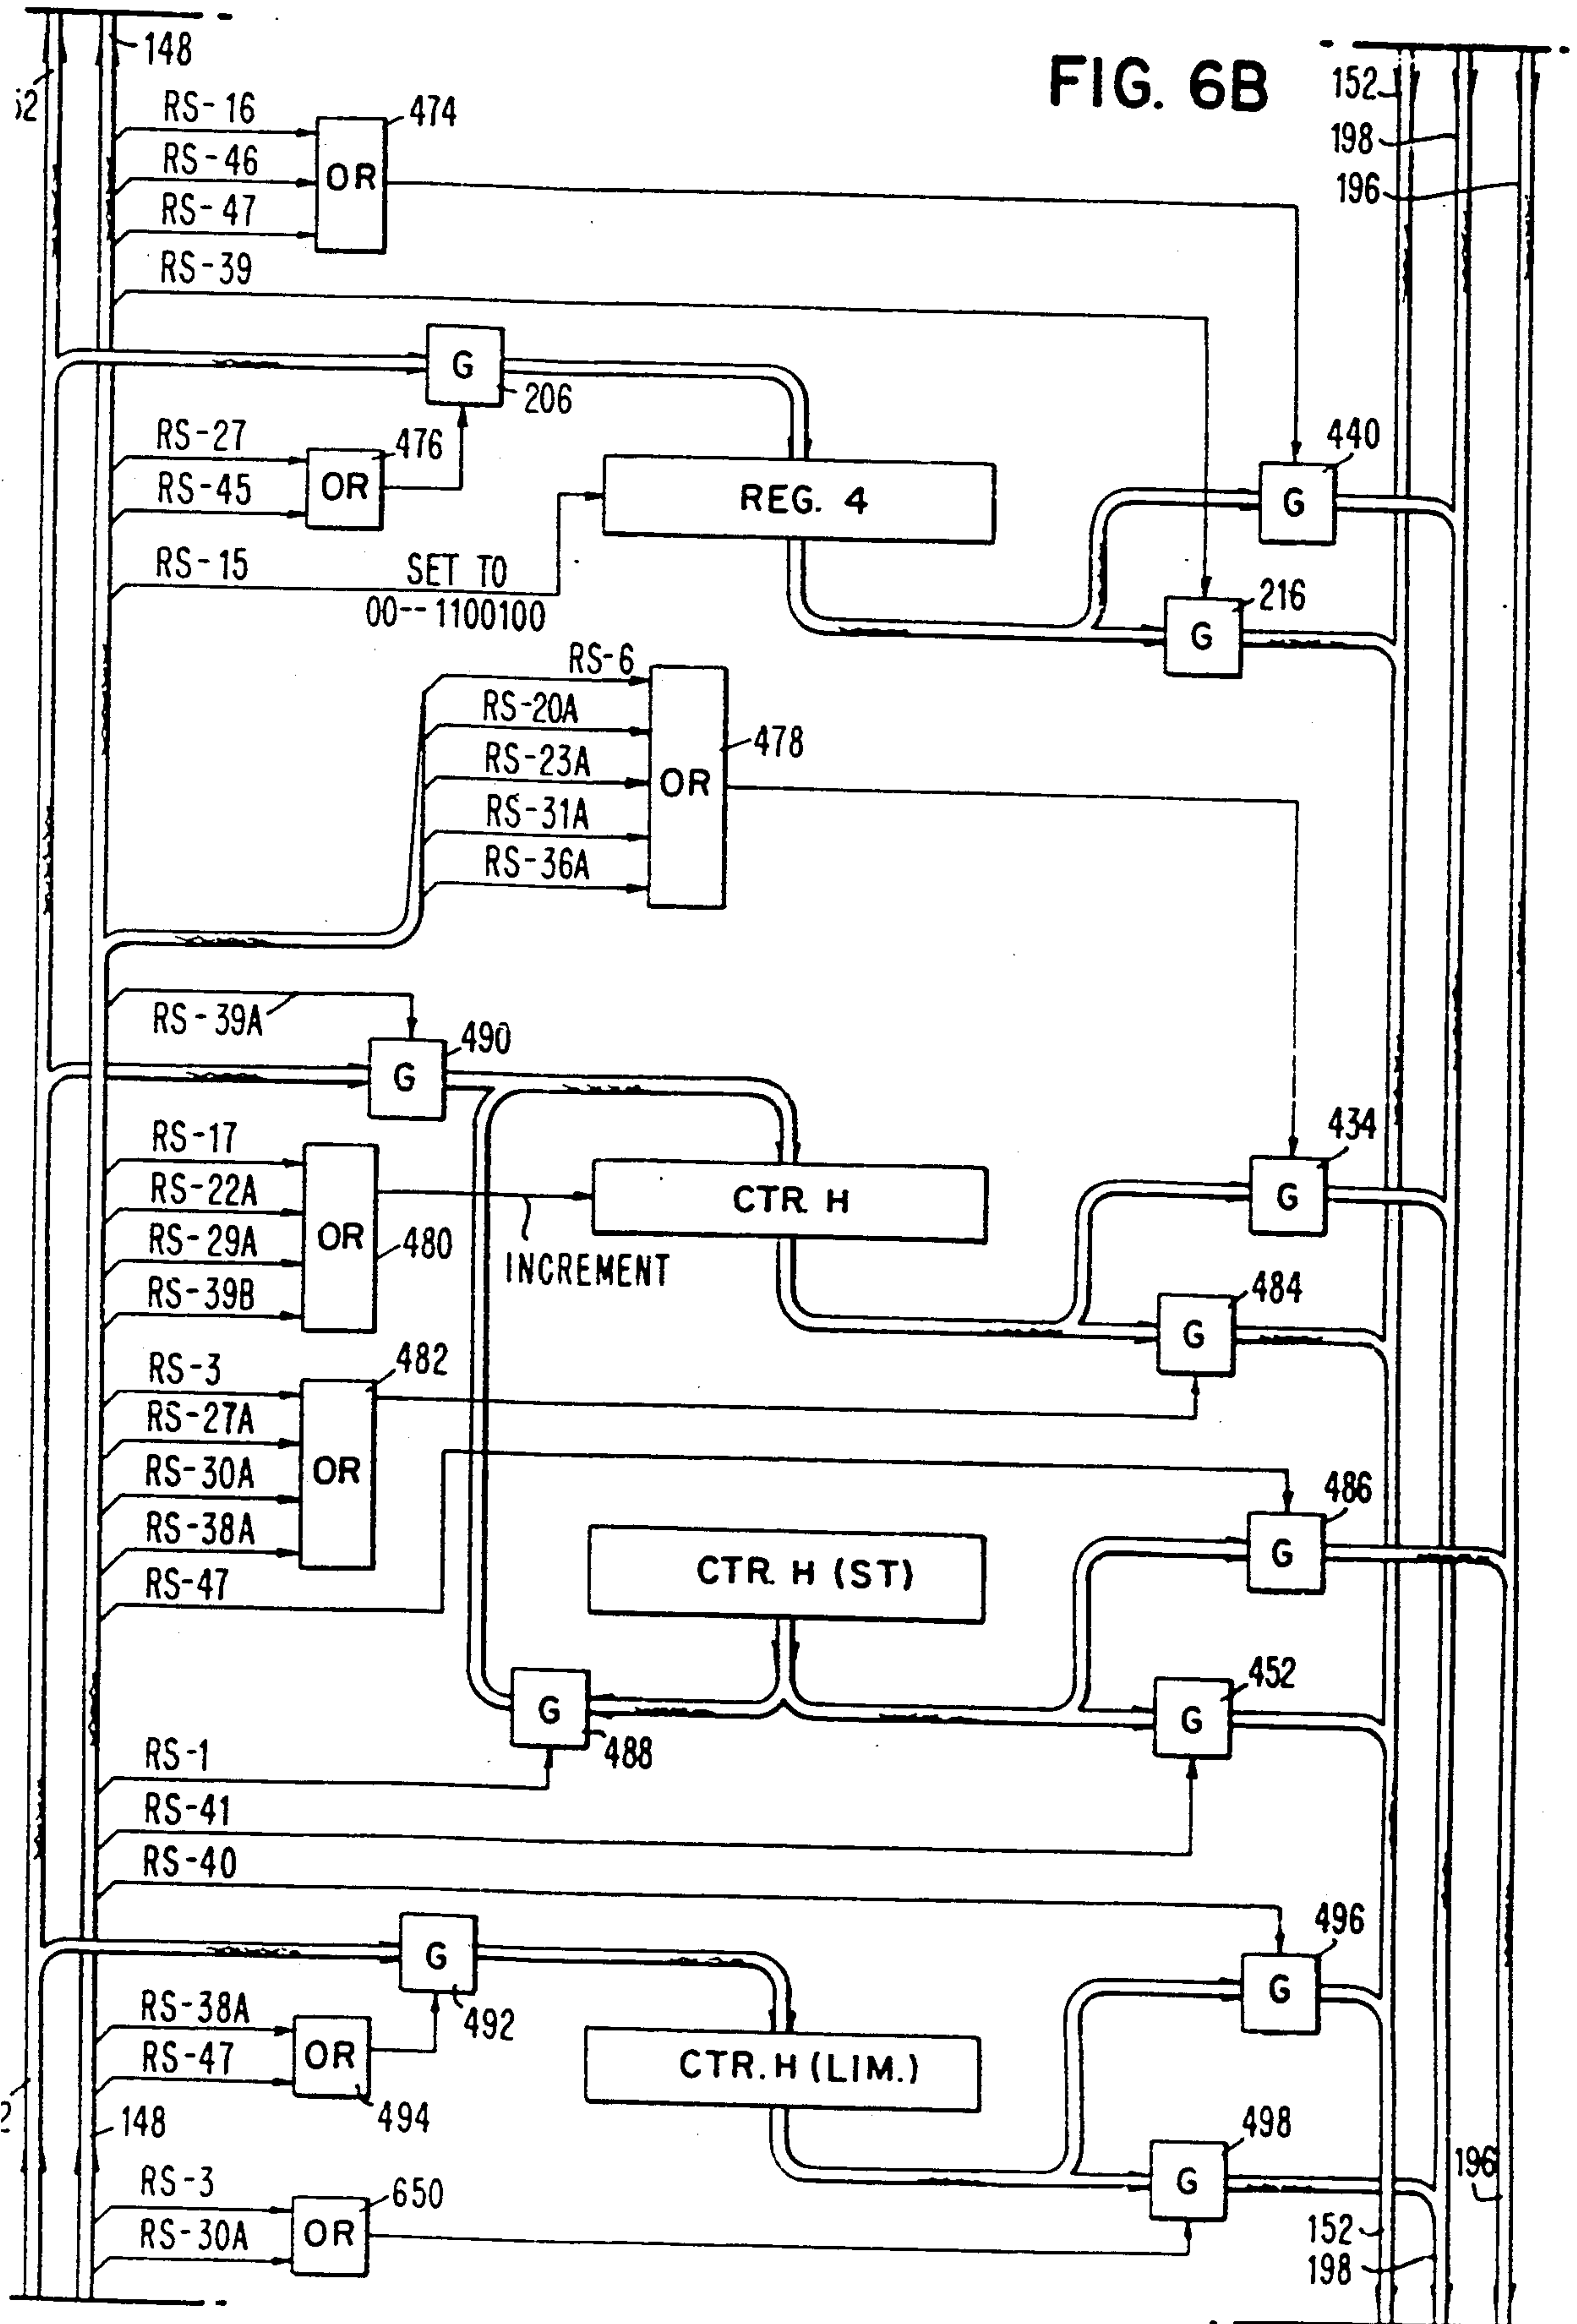 FIG. 6B
148
52
RS-16
474
RS-46
OR
RS-47
RS-39
152
198
196
G
206
RS-27
476
RS-45
OR
REG. 4
440
G
RS-15
SET TO
00--1100100
216
G
RS-6
RS-20A
478
RS-23A
OR
RS-31A
RS-36A
RS-39A
490
G
RS-17
434
RS-22A
CTR. H
G
RS-29A
OR
480
INCREMENT
RS-39B
484
G
RS-3
482
RS-27A
RS-30A
OR
RS-38A
486
RS-47
CTR. H (ST)
G
452
G
488
G
RS-1
RS-41
RS-40
496
G
492
G
RS-38A
OR
RS-47
494
CTR. H (LIM.)
2
148
498
G
196
RS-3
650
RS-30A
OR
152
198